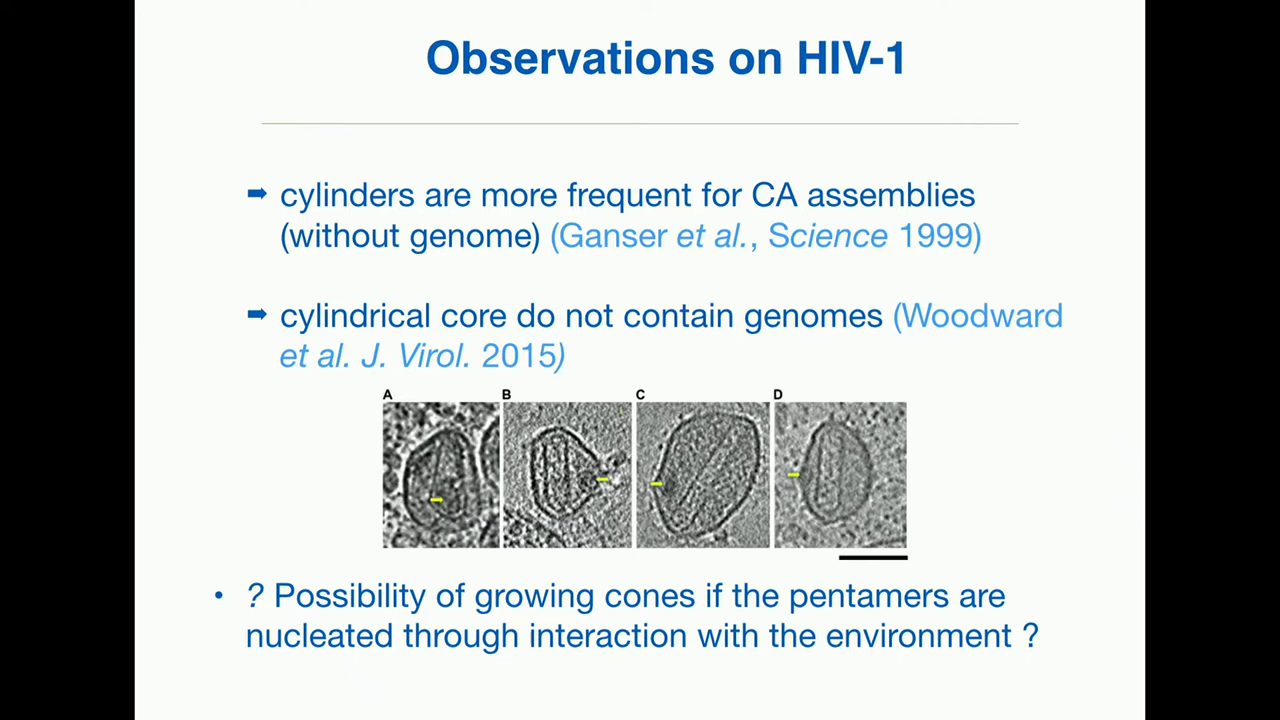 Observations on HIV-1
➡ cylinders are more frequent for CA assemblies
(without genome) (Ganser et al., Science 1999)
➡ cylindrical core do not contain genomes (Woodward
et al. J. Virol. 2015)
A B C D
• ? Possibility of growing cones if the pentamers are
nucleated through interaction with the environment ?